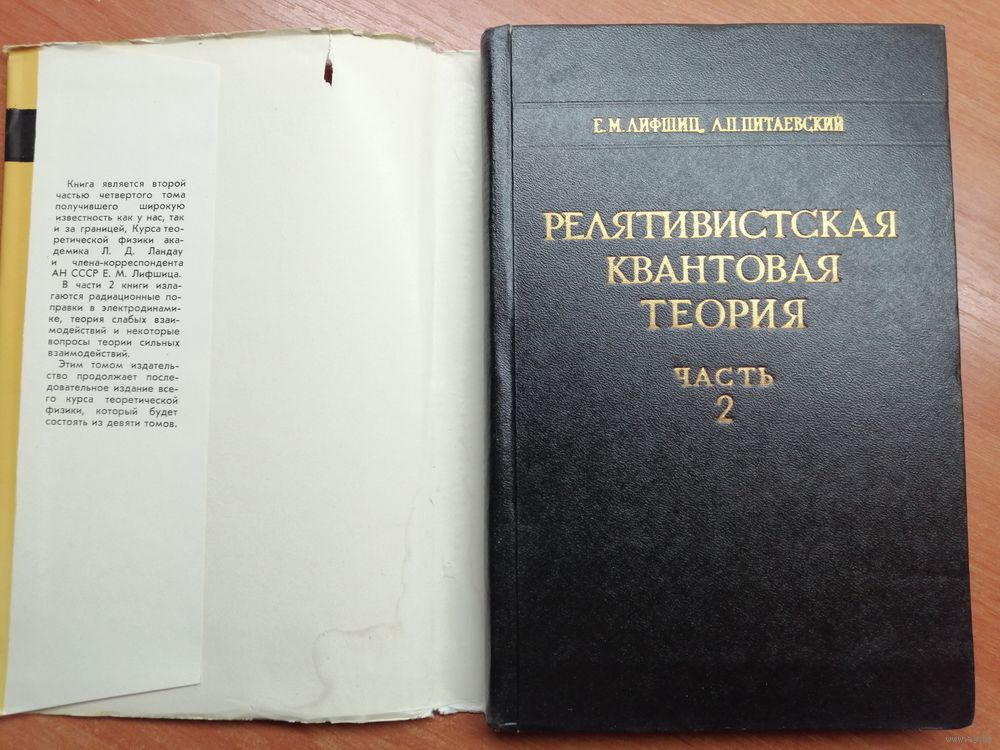 Книга является второй
частью четвертого тома
получившего широкую
известность как у нас, так
и за границей, Курса тео-
ретической физики ака-
демика Л. Д. Ландау
и члена-корреспондента
АН СССР Е. М. Лифшица.
В части 2 книги изла-
гаются радиационные по-
правки в электродинами-
ке, теория слабых взаи-
модействий и некоторые
вопросы теории сильных
взаимодействий.
Этим томом издатель-
ство продолжает после-
довательное издание все-
го курса теоретической
физики, который будет
состоять из девяти томов.
Е. М. ЛИФШИЦ, Л. П. ПИТАЕВСКИЙ
РЕЛЯТИВИСТСКАЯ
КВАНТОВАЯ
ТЕОРИЯ
ЧАСТЬ
2